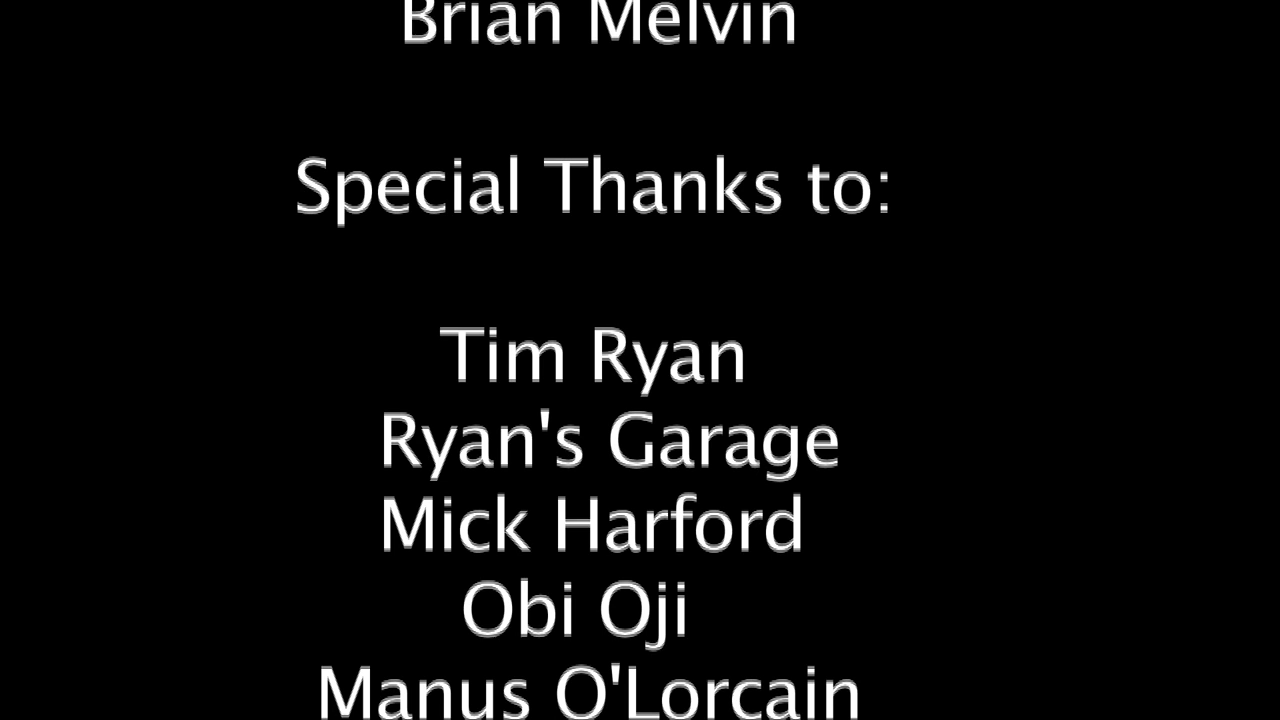 Brian Melvin
Special Thanks to:
Tim Ryan
Ryan's Garage
Mick Harford
Obi Oji
Manus O'Lorcain